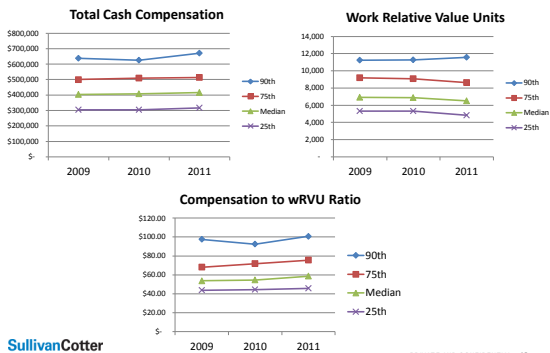 Total Cash Compensation
$800,000
$700,000
$600,000
$500,000
$400,000
$300,000
$200,000
$100,000
$-
2009 2010 2011
90th
75th
Median
25th
Work Relative Value Units
14,000
12,000
10,000
8,000
6,000
4,000
2,000
-
2009 2010 2011
90th
75th
Median
25th
Compensation to wRVU Ratio
$120.00
$100.00
$80.00
$60.00
$40.00
$20.00
$-
2009 2010 2011
90th
75th
Median
25th
SullivanCotter